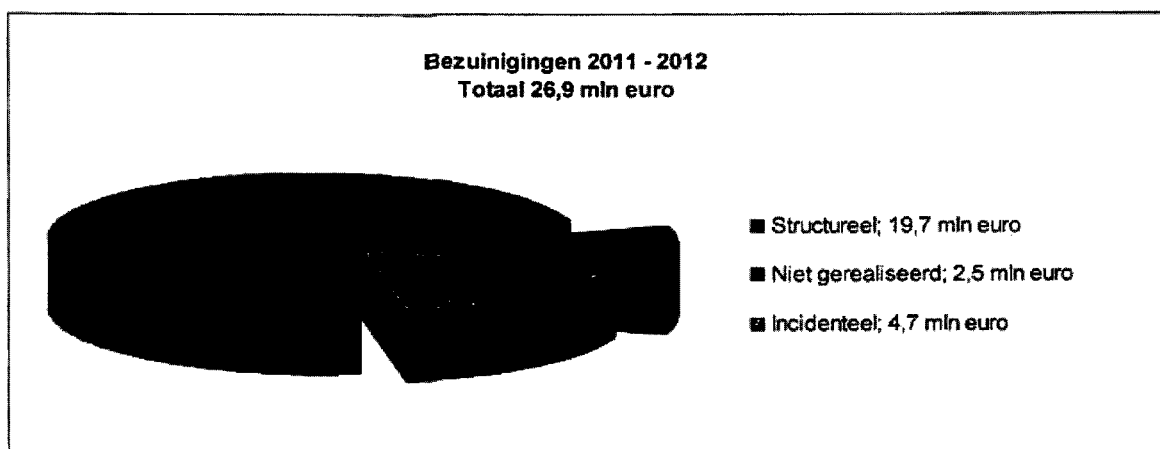 Bezuinigingen 2011 - 2012
Totaal 26,9 mln euro
Structureel; 19,7 mln euro
Niet gerealiseerd; 2,5 mln euro
Incidenteel; 4,7 mln euro